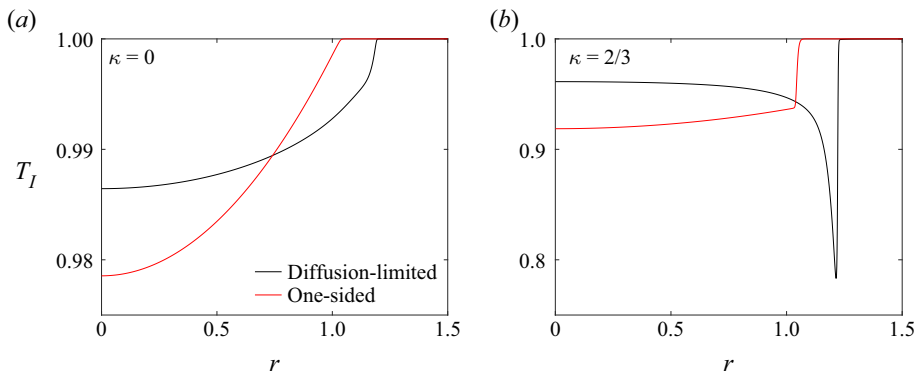 (a)
κ = 0
1.00
0.99
0.98
T_I
0
0.5
1.0
1.5
r
Diffusion-limited
One-sided
(b)
κ = 2/3
1.0
0.9
0.8
0
0.5
1.0
1.5
r